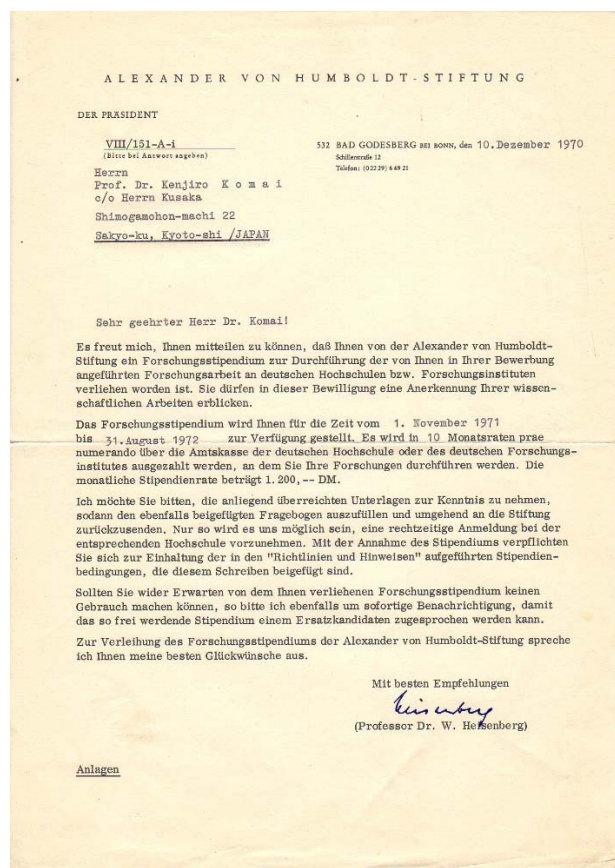 ALEXANDER VON HUMBOLDT-STIFTUNG
DER PRÄSIDENT
VIII/151-A-i
(Bitte bei Antwort angeben)
532 BAD GODESBERG BEI BONN, den 10.Dezember 1970
Schillerstraße 12
Telefon: (02229) 66921
Herrn
Prof. Dr. Kenjiro K o m a i
c/o Herrn Kusaka
Shimogamohon-machi 22
Sakyo-ku, Kyoto-shi /JAPAN
Sehr geehrter Herr Dr. Komai!
Es freut mich, Ihnen mitteilen zu können, daß Ihnen von der Alexander von Humboldt-
Stiftung ein Forschungsstipendium zur Durchführung der von Ihnen in Ihrer Bewerbung
angeführten Forschungsarbeit an deutschen Hochschulen bzw. Forschungsinstituten
verliehen worden ist. Sie dürfen in dieser Bewilligung eine Anerkennung Ihrer wissen-
schaftlichen Arbeiten erblicken.
Das Forschungsstipendium wird Ihnen für die Zeit vom 1. November 1971
bis 31.August 1972 zur Verfügung gestellt. Es wird in 10 Monatsraten prae
numerando über die Amtskasse der deutschen Hochschule oder des deutschen Forschungs-
institutes ausgezahlt werden, an dem Sie Ihre Forschungen durchführen werden. Die
monatliche Stipendienrate beträgt 1.200,-- DM.
Ich möchte Sie bitten, die anliegend überreichten Unterlagen zur Kenntnis zu nehmen,
sodann den ebenfalls beigefügten Fragebogen auszufüllen und umgehend an die Stiftung
zurückzusenden. Nur so wird es uns möglich sein, eine rechtzeitige Anmeldung bei der
entsprechenden Hochschule vorzunehmen. Mit der Annahme des Stipendiums verpflichten
Sie sich zur Einhaltung der in den "Richtlinien und Hinweisen" aufgeführten Stipendien-
bedingungen, die diesem Schreiben beigefügt sind.
Sollten Sie wider Erwarten von dem Ihnen verliehenen Forschungsstipendium keinen
Gebrauch machen können, so bitte ich ebenfalls um sofortige Benachrichtigung, damit
das so frei werdende Stipendium einem Ersatzkandidaten zugesprochen werden kann.
Zur Verleihung des Forschungsstipendiums der Alexander von Humboldt-Stiftung spreche
ich Ihnen meine besten Glückwünsche aus.
Mit besten Empfehlungen
Heisenberg
(Professor Dr. W. Heisenberg)
Anlagen